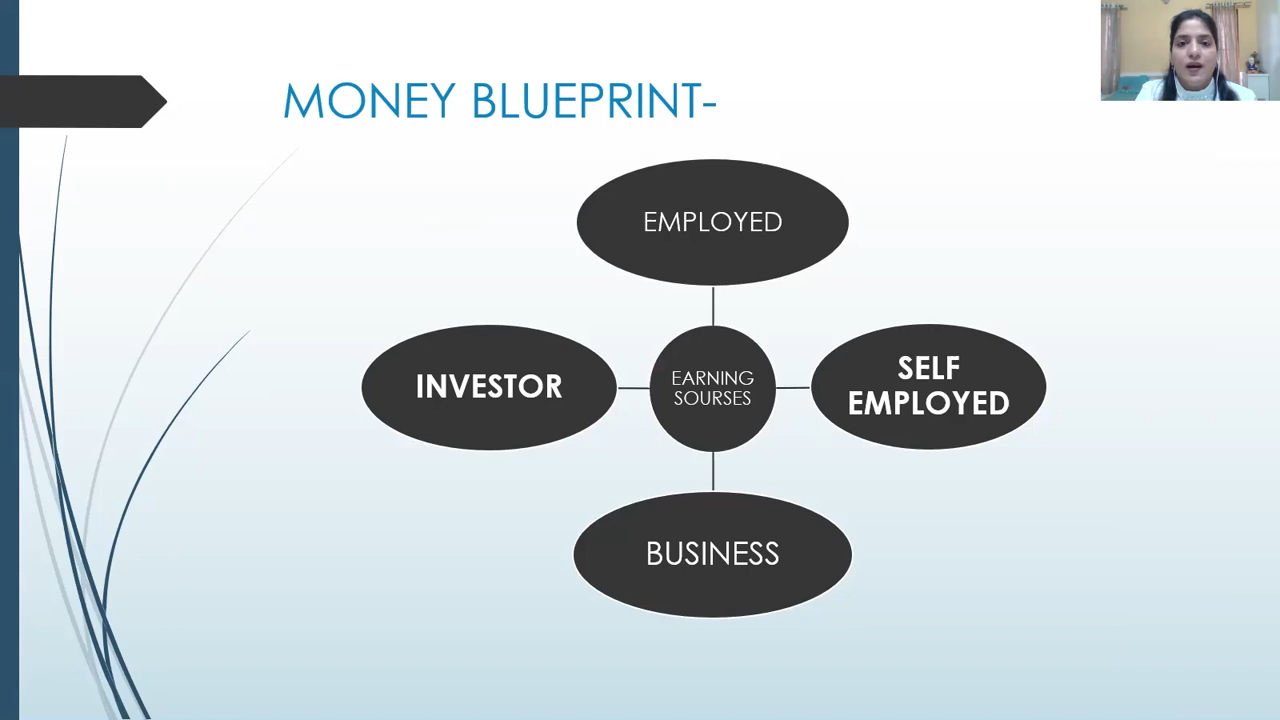 MONEY BLUEPRINT-
EMPLOYED
INVESTOR
EARNING
SOURSES
SELF
EMPLOYED
BUSINESS